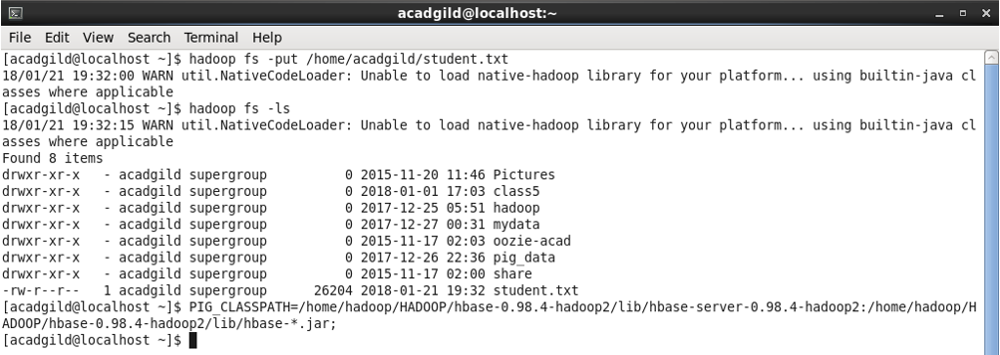 acadgild@localhost:~
File Edit View Search Terminal Help
[acadgild@localhost ~]$ hadoop fs -put /home/acadgild/student.txt
18/01/21 19:32:00 WARN util.NativeCodeLoader: Unable to load native-hadoop library for your platform... using builtin-java cl
asses where applicable
[acadgild@localhost ~]$ hadoop fs -ls
18/01/21 19:32:15 WARN util.NativeCodeLoader: Unable to load native-hadoop library for your platform... using builtin-java cl
asses where applicable
Found 8 items
drwxr-xr-x   - acadgild supergroup          0 2015-11-20 11:46 Pictures
drwxr-xr-x   - acadgild supergroup          0 2018-01-01 17:03 class5
drwxr-xr-x   - acadgild supergroup          0 2017-12-25 05:51 hadoop
drwxr-xr-x   - acadgild supergroup          0 2017-12-27 00:31 mydata
drwxr-xr-x   - acadgild supergroup          0 2015-11-17 02:03 oozie-acad
drwxr-xr-x   - acadgild supergroup          0 2017-12-26 22:36 pig_data
drwxr-xr-x   - acadgild supergroup          0 2015-11-17 02:00 share
-rw-r--r--   1 acadgild supergroup      26204 2018-01-21 19:32 student.txt
[acadgild@localhost ~]$ PIG_CLASSPATH=/home/hadoop/HADOOP/hbase-0.98.4-hadoop2/lib/hbase-server-0.98.4-hadoop2:/home/hadoop/H
ADOOP/hbase-0.98.4-hadoop2/lib/hbase-*.jar;
[acadgild@localhost ~]$